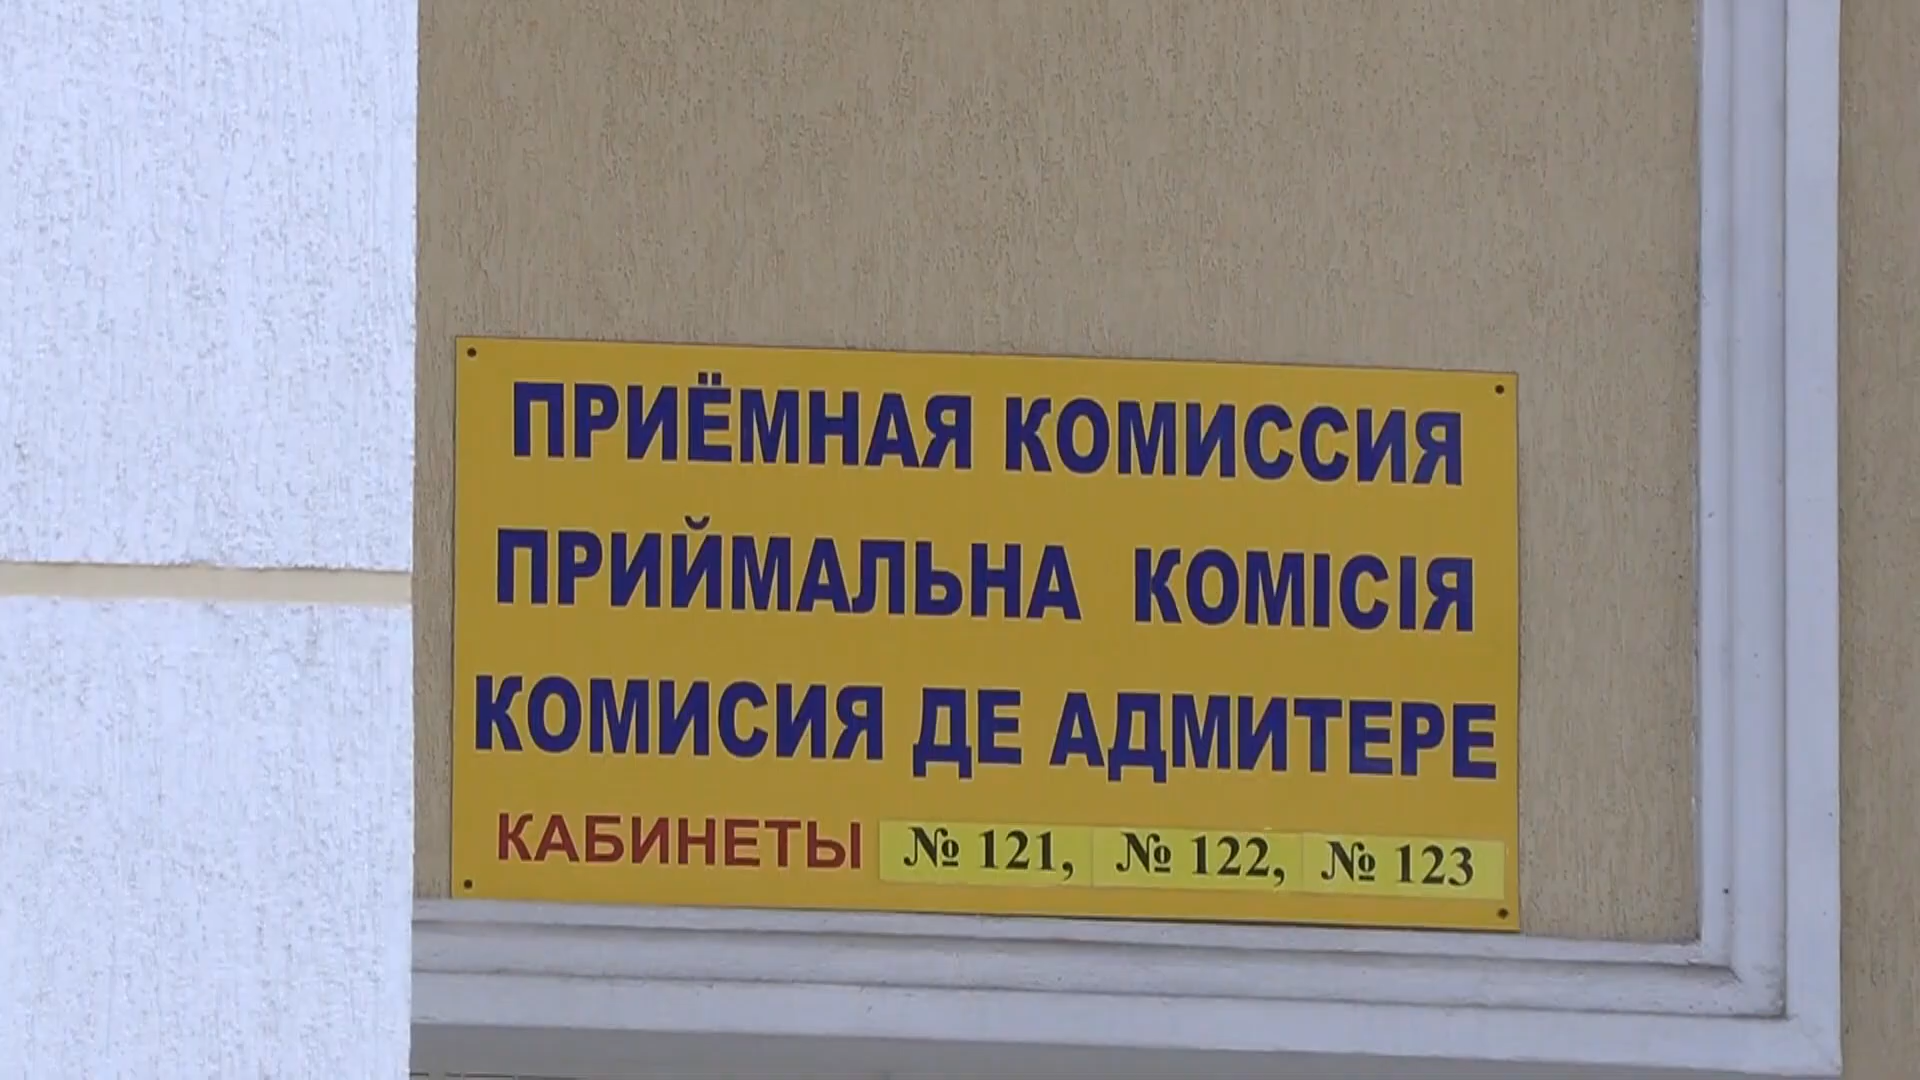 ПРИЁМНАЯ КОМИССИЯ
ПРИЙМАЛЬНА КОМІСІЯ
КОМИСИЯ ДЕ АДМИТЕРЕ
КАБИНЕТЫ № 121, № 122, № 123